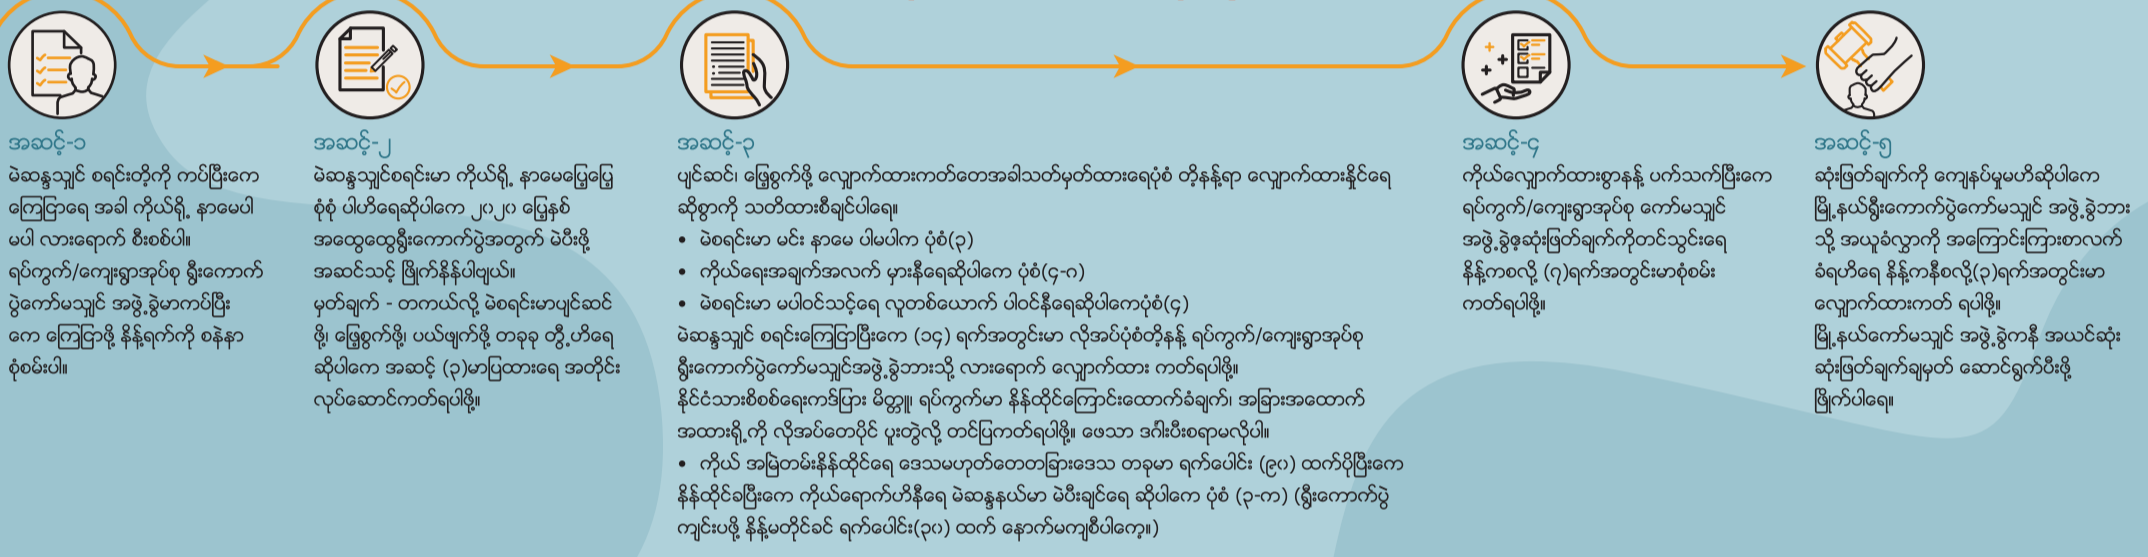 အဆင့်-၁
မဲဆန္ဒသျှင် စရင်းတို့ကို ကပ်ပြီးကေ
ကြေငြာရေ အခါ ကိုယ်ရို့ နာမေပါ
မပါ လားရောက် စီးစစ်ပါ။
ရပ်ကွက်/ကျေးရွာအုပ်စု ရွီးကောက်
ပွဲကော်မသျှင် အဖွဲ့ခွဲမာကပ်ပြီး
ကေ ကြေငြာဖို့ နိန့်ရက်ကို စနဲနာ
စုံစမ်းပါ။
အဆင့်-၂
မဲဆန္ဒသျှင်စရင်းမာ ကိုယ်ရို့ နာမေပြေ့ပြေ့
စုံစုံ ပါဟိရေဆိုပါကေ ၂၀၂၀ ပြေ့နှစ်
အထွေထွေရွီးကောက်ပွဲအတွက် မဲပီးဖို့
အဆင်သင့် ဖြိုက်နိန်ပါဗျယ်။
မှတ်ချက် - တကယ်လို့ မဲစရင်းမာပျင်ဆင်
ဖို့၊ ဖြေ့စွက်ဖို့၊ ပယ်ဖျက်ဖို့ တခုခု တွီ့ဟိရေ
ဆိုပါကေ အဆင့် (၃)မာပြထားရေ အတိုင်း
လုပ်ဆောင်ကတ်ရပါဖို့။
အဆင့်-၃
ပျင်ဆင်၊ ဖြေ့စွက်ဖို့ လျှောက်ထားကတ်တေအခါသတ်မှတ်ထားရေပုံစံ တိ့နန့်ရာ လျှောက်ထားနိုင်ရေ
ဆိုစွာကို သတိထားစီချင်ပါရေ။
• မဲစရင်းမာ မင်း နာမေ ပါမပါက ပုံစံ(၃)
• ကိုယ်ရေးအချက်အလက် မှားနီရေဆိုပါကေ ပုံစံ(၄-ဂ)
• မဲစရင်းမာ မပါဝင်သင့်ရေ လူတစ်ယောက် ပါဝင်နီရေဆိုပါကေပုံစံ(၄)
မဲဆန္ဒသျှင် စရင်းကြေငြာပြီးကေ (၁၄) ရက်အတွင်းမာ လိုအပ်ပုံစံတိ့နန့် ရပ်ကွက်/ကျေးရွာအုပ်စု
ရွီးကောက်ပွဲကော်မသျှင်အဖွဲ့ခွဲဘားသို့ လားရောက် လျှောက်ထား ကတ်ရပါဖို့။
နိုင်ငံသားစိစစ်ရေးကဒ်ပြား မိတ္တူ၊ ရပ်ကွက်မာ နိန်ထိုင်ကြောင်းထောက်ခံချက်၊ အခြားအထောက်
အထားရို့ကို လိုအပ်တေပိုင် ပူးတွဲလို့ တင်ပြကတ်ရပါဖို့။ ဖေသာ ဒင်္ဂါးပီးစရာမလိုပါ။
• ကိုယ် အမြဲတမ်းနိန်ထိုင်ရေ ဒေသမဟုတ်တေတခြားဒေသ တခုမာ ရက်ပေါင်း (၉၀) ထက်ပိုပြီးကေ
နိန်ထိုင်ခပြီးကေ ကိုယ်ရောက်ဟိနီရေ မဲဆန္ဒနယ်မာ မဲပီးချင်ရေ ဆိုပါကေ ပုံစံ (၃-က) (ရွီးကောက်ပွဲ
ကျင်းပဖို့ နိန့်မတိုင်ခင် ရက်ပေါင်း(၃၀) ထက် နောက်မကျစီပါကေ့။)
အဆင့်-၄
ကိုယ်လျှောက်ထားစွာနန့် ပက်သက်ပြီးကေ
ရပ်ကွက်/ကျေးရွာအုပ်စု ကော်မသျှင်
အဖွဲ့ခွဲဧ့ဆုံးဖြတ်ချက်ကိုတင်သွင်းရေ
နိန့်ကစလို့ (၇)ရက်အတွင်းမာစုံစမ်း
ကတ်ရပါဖို့။
အဆင့်-၅
ဆုံးဖြတ်ချက်ကို ကျေနပ်မှုမဟိဆိုပါကေ
မြို့နယ်ရွီးကောက်ပွဲကော်မသျှင် အဖွဲ့ခွဲဘား
သို့ အယူခံလွှာကို အကြောင်းကြားစာလက်
ခံရဟိရေ နိန့်ကနီစလို့(၃)ရက်အတွင်းမာ
လျှောက်ထားကတ် ရပါဖို့။
မြို့နယ်ကော်မသျှင် အဖွဲ့ခွဲကနီ အယင်ဆုံး
ဆုံးဖြတ်ချက်ချမှတ် ဆောင်ရွက်ပီးဖို့
ဖြိုက်ပါရေ။